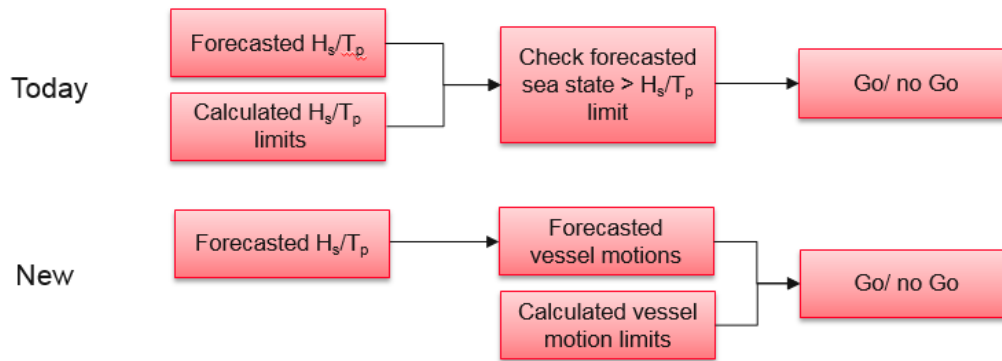 Today
Forecasted Hs/Tp
Calculated Hs/Tp
limits
Check forecasted
sea state > Hs/Tp
limit
Go/ no Go
New
Forecasted Hs/Tp
Forecasted
vessel motions
Calculated vessel
motion limits
Go/ no Go